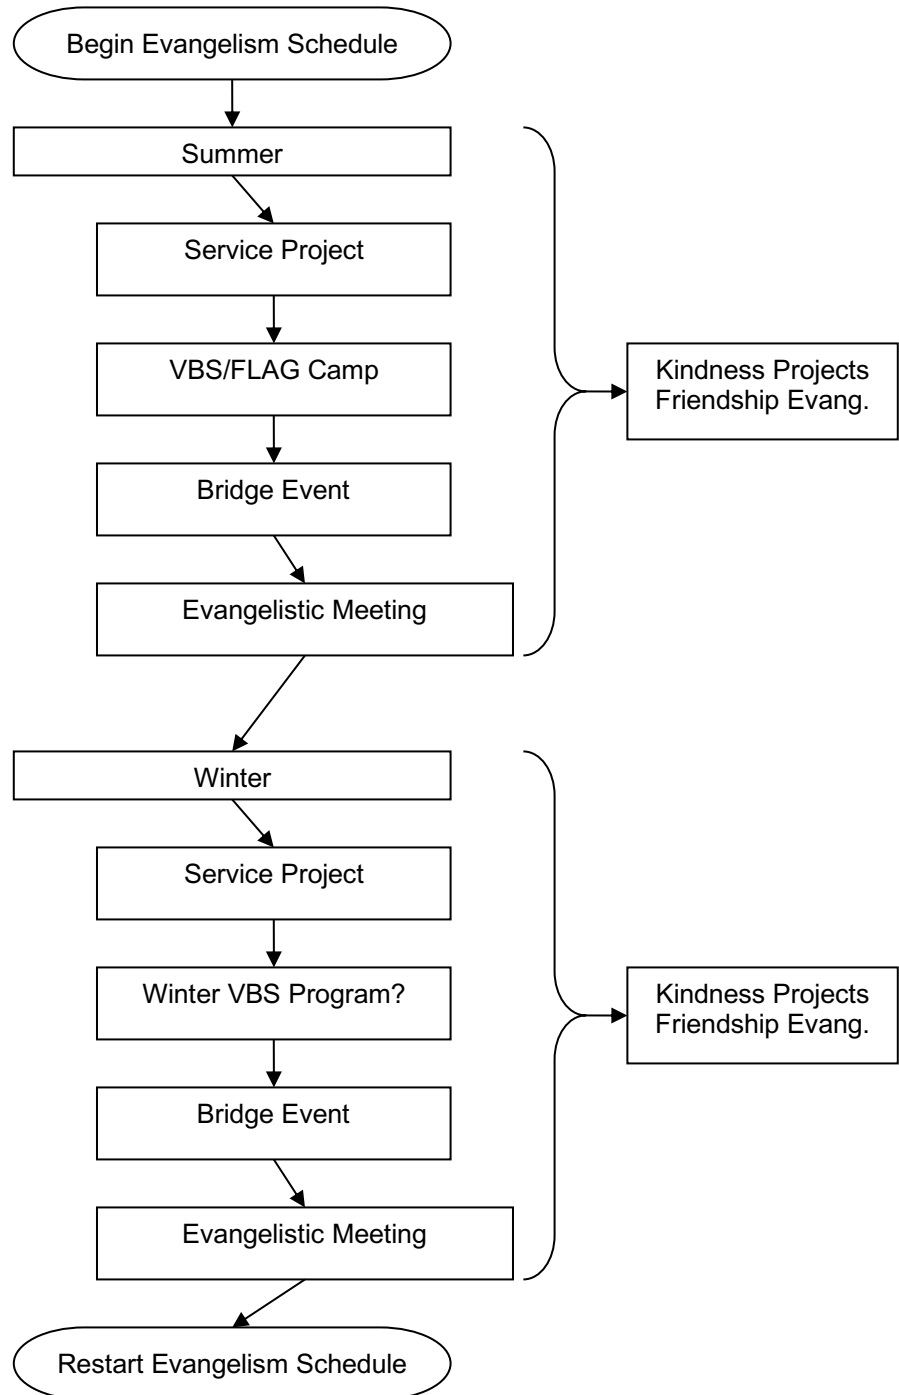 Begin Evangelism Schedule
Summer
Service Project
VBS/FLAG Camp
Kindness Projects
Friendship Evang.
Bridge Event
Evangelistic Meeting
Winter
Service Project
Winter VBS Program?
Kindness Projects
Friendship Evang.
Bridge Event
Evangelistic Meeting
Restart Evangelism Schedule